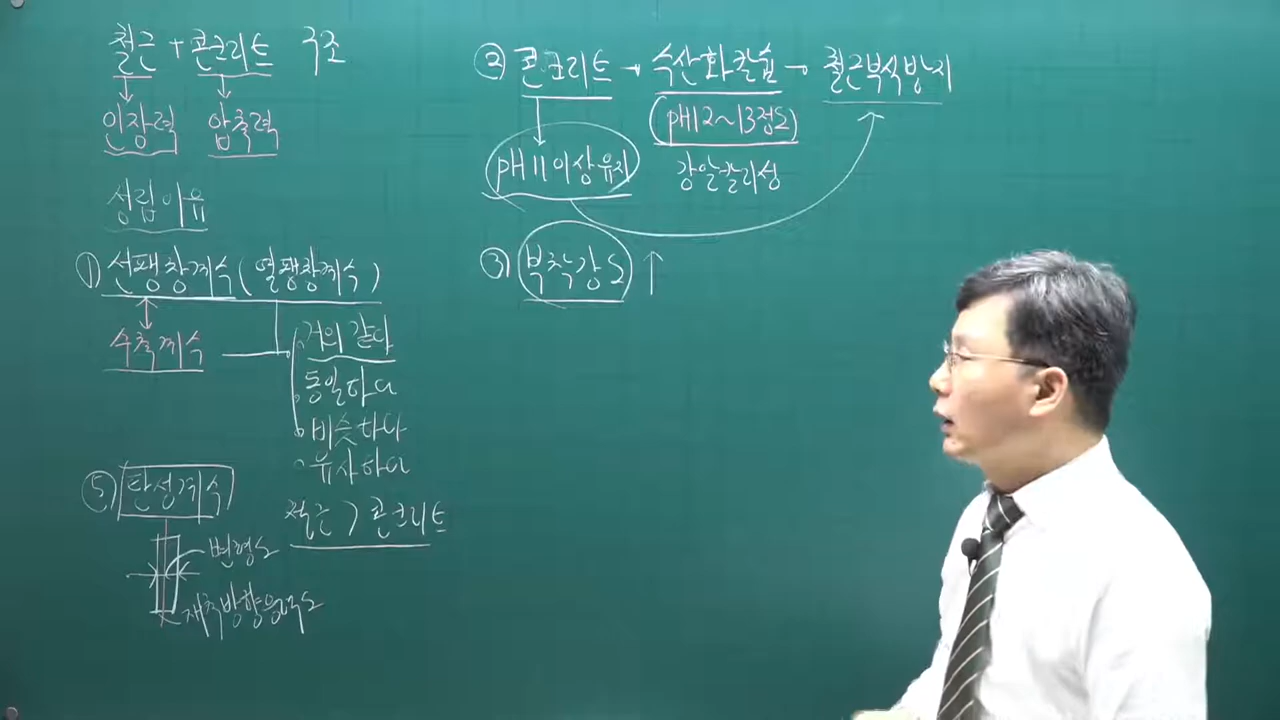 철근 + 콘크리트 구조
인장력 압축력
성립이유
① 선팽창계수 (열팽창계수)
수축계수
거의 같다
동일하다
비슷하다
유사하다
⑤ 탄성계수
철근 > 콘크리트
변형도
재축방향응력도
② 콘크리트 → 수산화칼슘 → 철근부식방지
pH12~13정도
pH11이상유지
강알칼리성
③ 부착강도 ↑